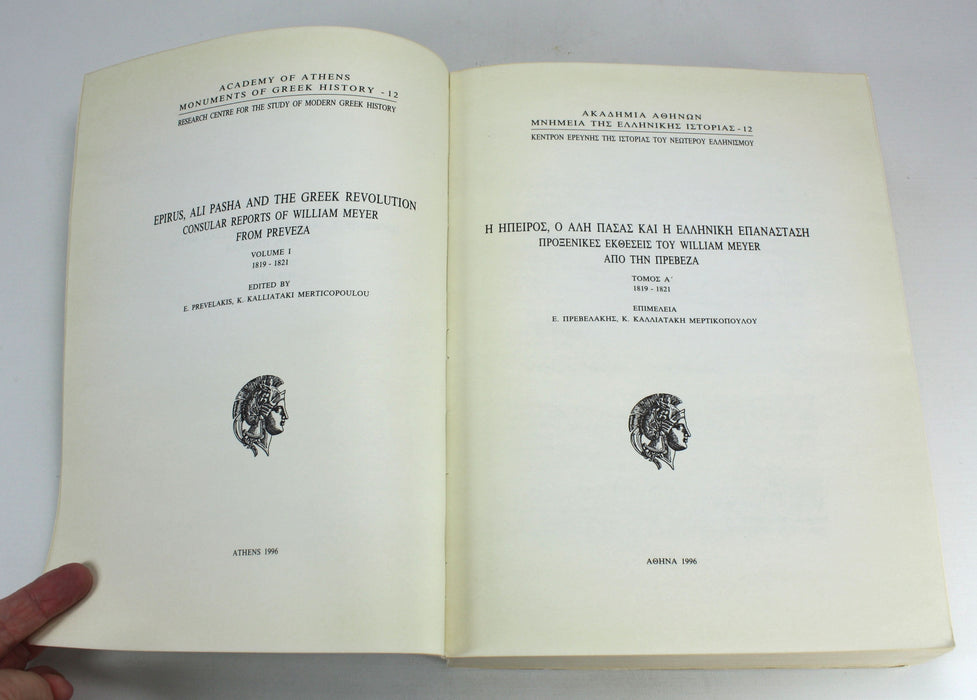 ACADEMY OF ATHENS
MONUMENTS OF GREEK HISTORY - 12
RESEARCH CENTRE FOR THE STUDY OF MODERN GREEK HISTORY
EPIRUS, ALI PASHA AND THE GREEK REVOLUTION
CONSULAR REPORTS OF WILLIAM MEYER
FROM PREVEZA
VOLUME I
1819 - 1821
EDITED BY
E. PREVELAKIS, K. KALLIATAKI MERTICOPOULOU
ATHENS 1996
ΑΚΑΔΗΜΙΑ ΑΘΗΝΩΝ
ΜΝΗΜΕΙΑ ΤΗΣ ΕΛΛΗΝΙΚΗΣ ΙΣΤΟΡΙΑΣ - 12
ΚΕΝΤΡΟΝ ΕΡΕΥΝΗΣ ΤΗΣ ΙΣΤΟΡΙΑΣ ΤΟΥ ΝΕΩΤΕΡΟΥ ΕΛΛΗΝΙΣΜΟΥ
Η ΗΠΕΙΡΟΣ, Ο ΑΛΗ ΠΑΣΑΣ ΚΑΙ Η ΕΛΛΗΝΙΚΗ ΕΠΑΝΑΣΤΑΣΗ
ΠΡΟΞΕΝΙΚΕΣ ΕΚΘΕΣΕΙΣ ΤΟΥ WILLIAM MEYER
ΑΠΟ ΤΗΝ ΠΡΕΒΕΖΑ
ΤΟΜΟΣ Α΄
1819 - 1821
ΕΠΙΜΕΛΕΙΑ
Ε. ΠΡΕΒΕΛΑΚΗΣ, Κ. ΚΑΛΛΙΑΤΑΚΗ ΜΕΡΤΙΚΟΠΟΥΛΟΥ
ΑΘΗΝΑ 1996